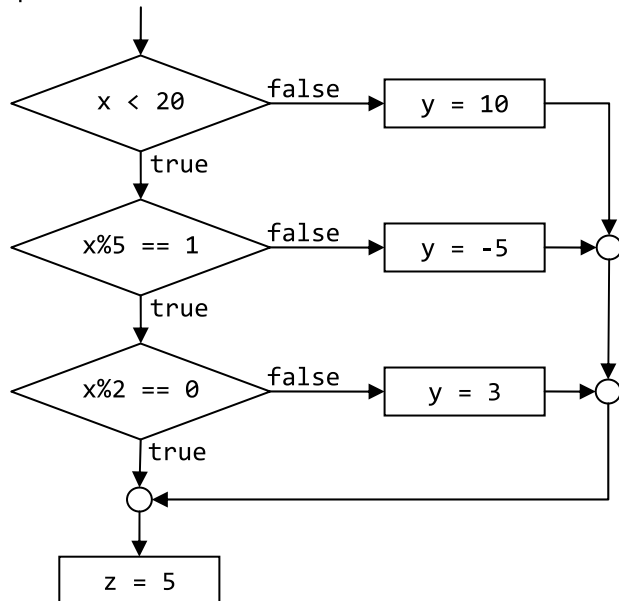 x < 20
false
y = 10
true
x%5 == 1
false
y = -5
true
x%2 == 0
false
y = 3
true
z = 5